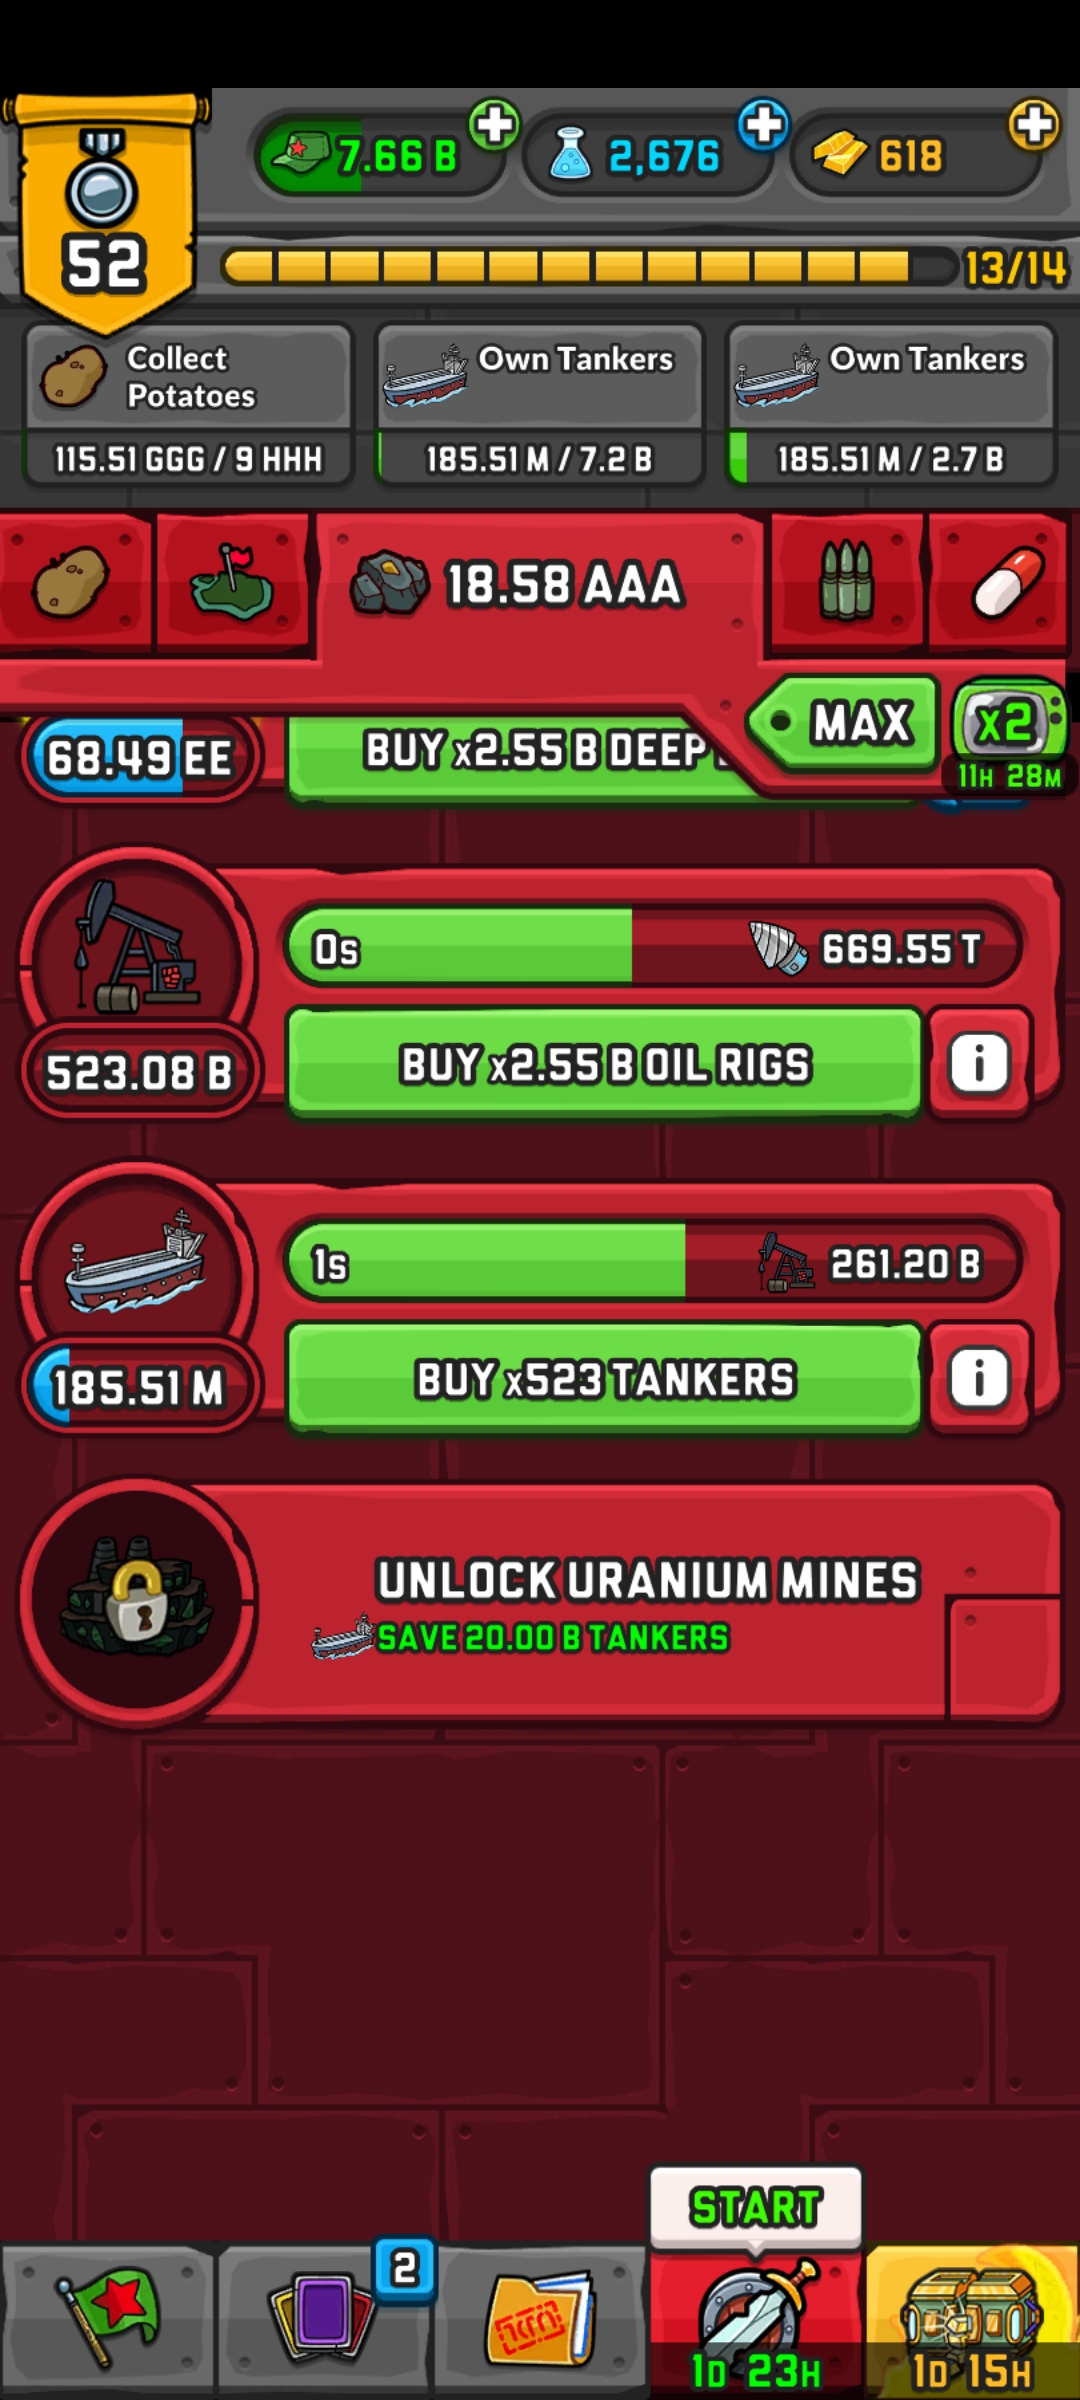 7.66 B
2,676
618
52
13/14
Collect
Potatoes
115.51 GGG / 9 HHH
Own Tankers
185.51 M / 7.2 B
Own Tankers
185.51 M / 2.7 B
18.58 AAA
MAX
x2
11H 28M
68.49 EE
BUY x2.55 B DEEP
0s
669.55 T
523.08 B
BUY x2.55 B OIL RIGS
i
1s
261.20 B
185.51 M
BUY x523 TANKERS
i
UNLOCK URANIUM MINES
SAVE 20.00 B TANKERS
START
2
1D 23H
1D 15H